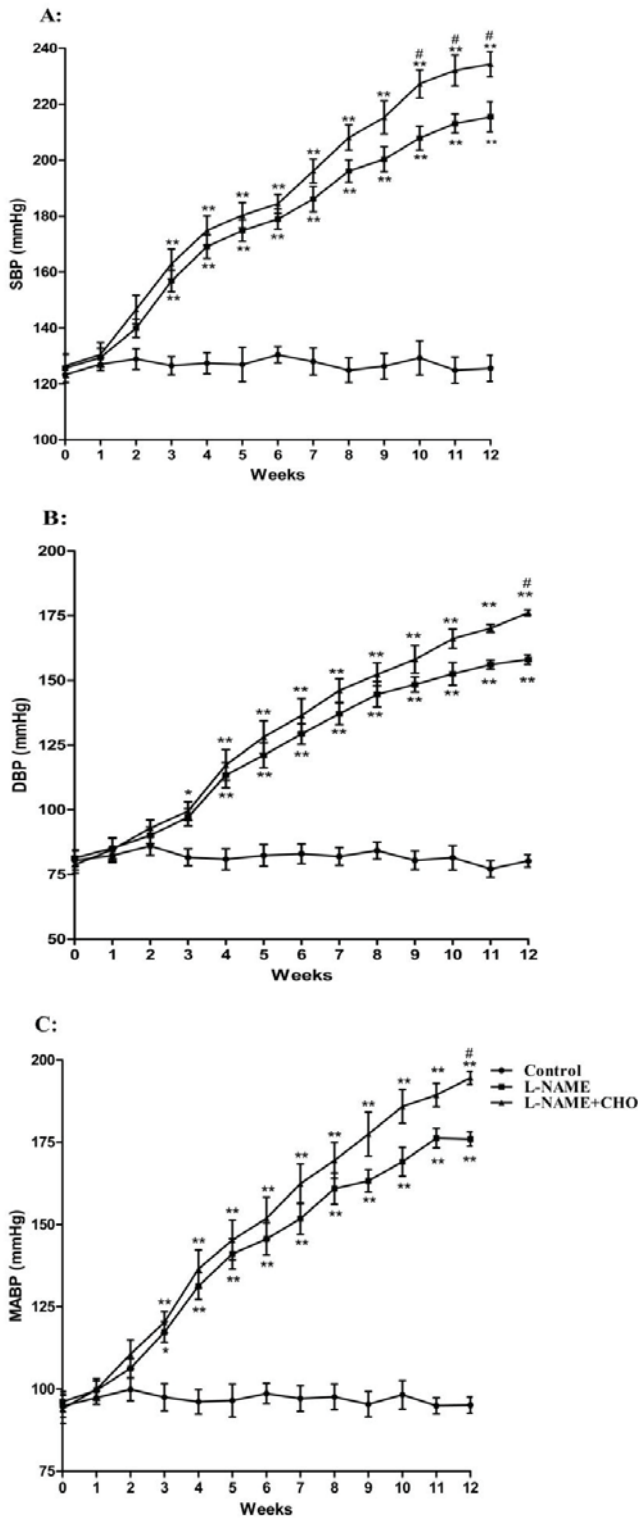 A:
240
220
200
180
160
140
120
100
SBP (mmHg)
# # #
** ** **
**
**
**
**
**
**
**
**
** ** ** ** ** ** ** ** ** **
0 1 2 3 4 5 6 7 8 9 10 11 12
Weeks
B:
200
175
150
125
100
75
50
DBP (mmHg)
#
**
**
**
**
**
**
**
**
**
*
** ** ** ** ** ** ** ** **
0 1 2 3 4 5 6 7 8 9 10 11 12
Weeks
C:
200
175
150
125
100
75
MABP (mmHg)
#
**
**
**
**
**
**
**
**
**
**
* ** ** ** ** ** ** ** ** **
0 1 2 3 4 5 6 7 8 9 10 11 12
Weeks
Control
L-NAME
L-NAME+CHO